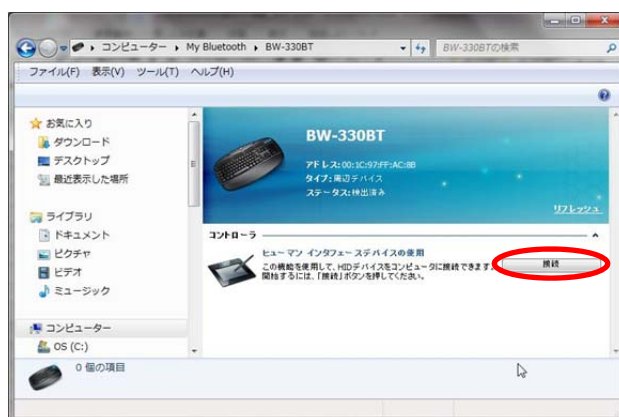 コンピューター ▸ My Bluetooth ▸ BW-330BT
BW-330BTの検索
ファイル(F) 表示(V) ツール(T) ヘルプ(H)
お気に入り
ダウンロード
デスクトップ
最近表示した場所
ライブラリ
ドキュメント
ピクチャ
ビデオ
ミュージック
コンピューター
OS (C:)
BW-330BT
アドレス:00:1C:97:FF:AC:8B
タイプ:周辺デバイス
ステータス:検出済み
リフレッシュ
コントローラ
ヒューマン インタフェースデバイスの使用
この機能を使用して、HIDデバイスをコンピュータに接続できます。
開始するには、「接続」ボタンを押してください。
接続
0 個の項目